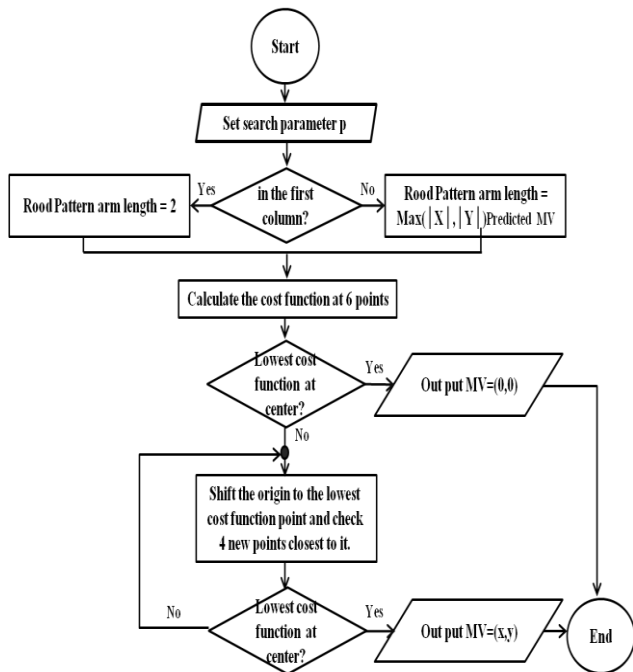 Start
Set search parameter p
Yes
No
Rood Pattern arm length = 2
in the first
column?
Rood Pattern arm length =
Max(|X|,|Y|)Predicted MV
Calculate the cost function at 6 points
Lowest cost
function at
center?
Yes
Out put MV=(0,0)
No
Shift the origin to the lowest
cost function point and check
4 new points closest to it.
No
Lowest cost
function at
center?
Yes
Out put MV=(x,y)
End